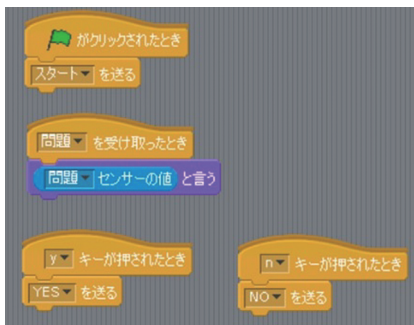 がクリックされたとき
スタート を送る
問題 を受け取ったとき
問題 センサーの値 と言う
y キーが押されたとき
YES を送る
n キーが押されたとき
NO を送る